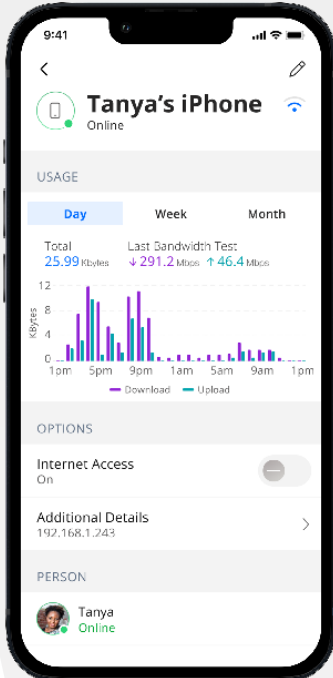 9:41
Tanya's iPhone
Online
USAGE
Day Week Month
Total Last Bandwidth Test
25.99 Kbytes ↓ 291.2 Mbps ↑ 46.4 Mbps
12
8
4
0
KBytes
1pm 5pm 9pm 1am 5am 9am 1pm
Download Upload
OPTIONS
Internet Access
On
Additional Details
192.168.1.243
PERSON
Tanya
Online